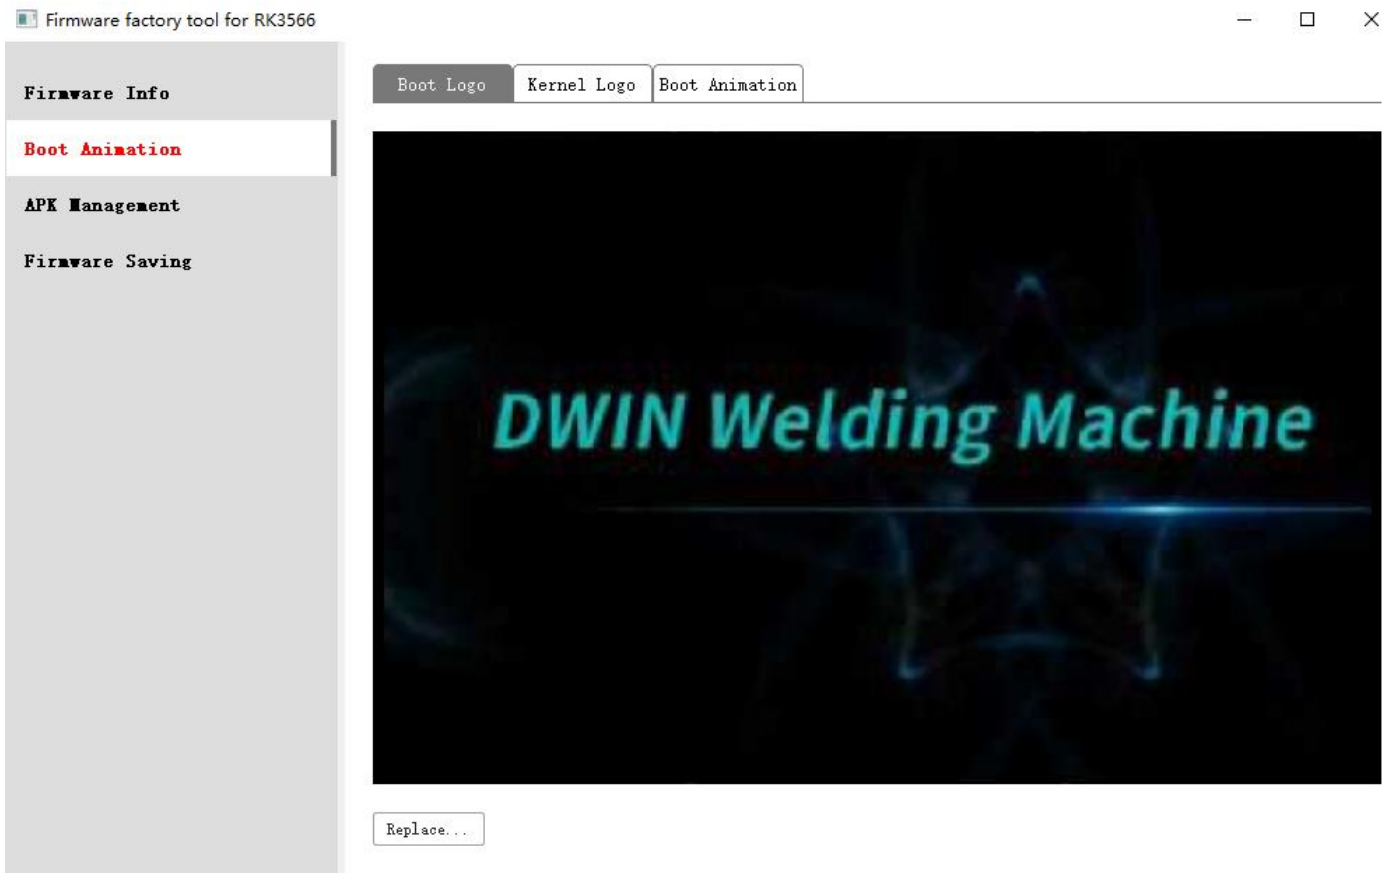 Firmware factory tool for RK3566
Firmware Info
Boot Animation
APK Management
Firmware Saving
Boot Logo
Kernel Logo
Boot Animation
DWIN Welding Machine
Replace...